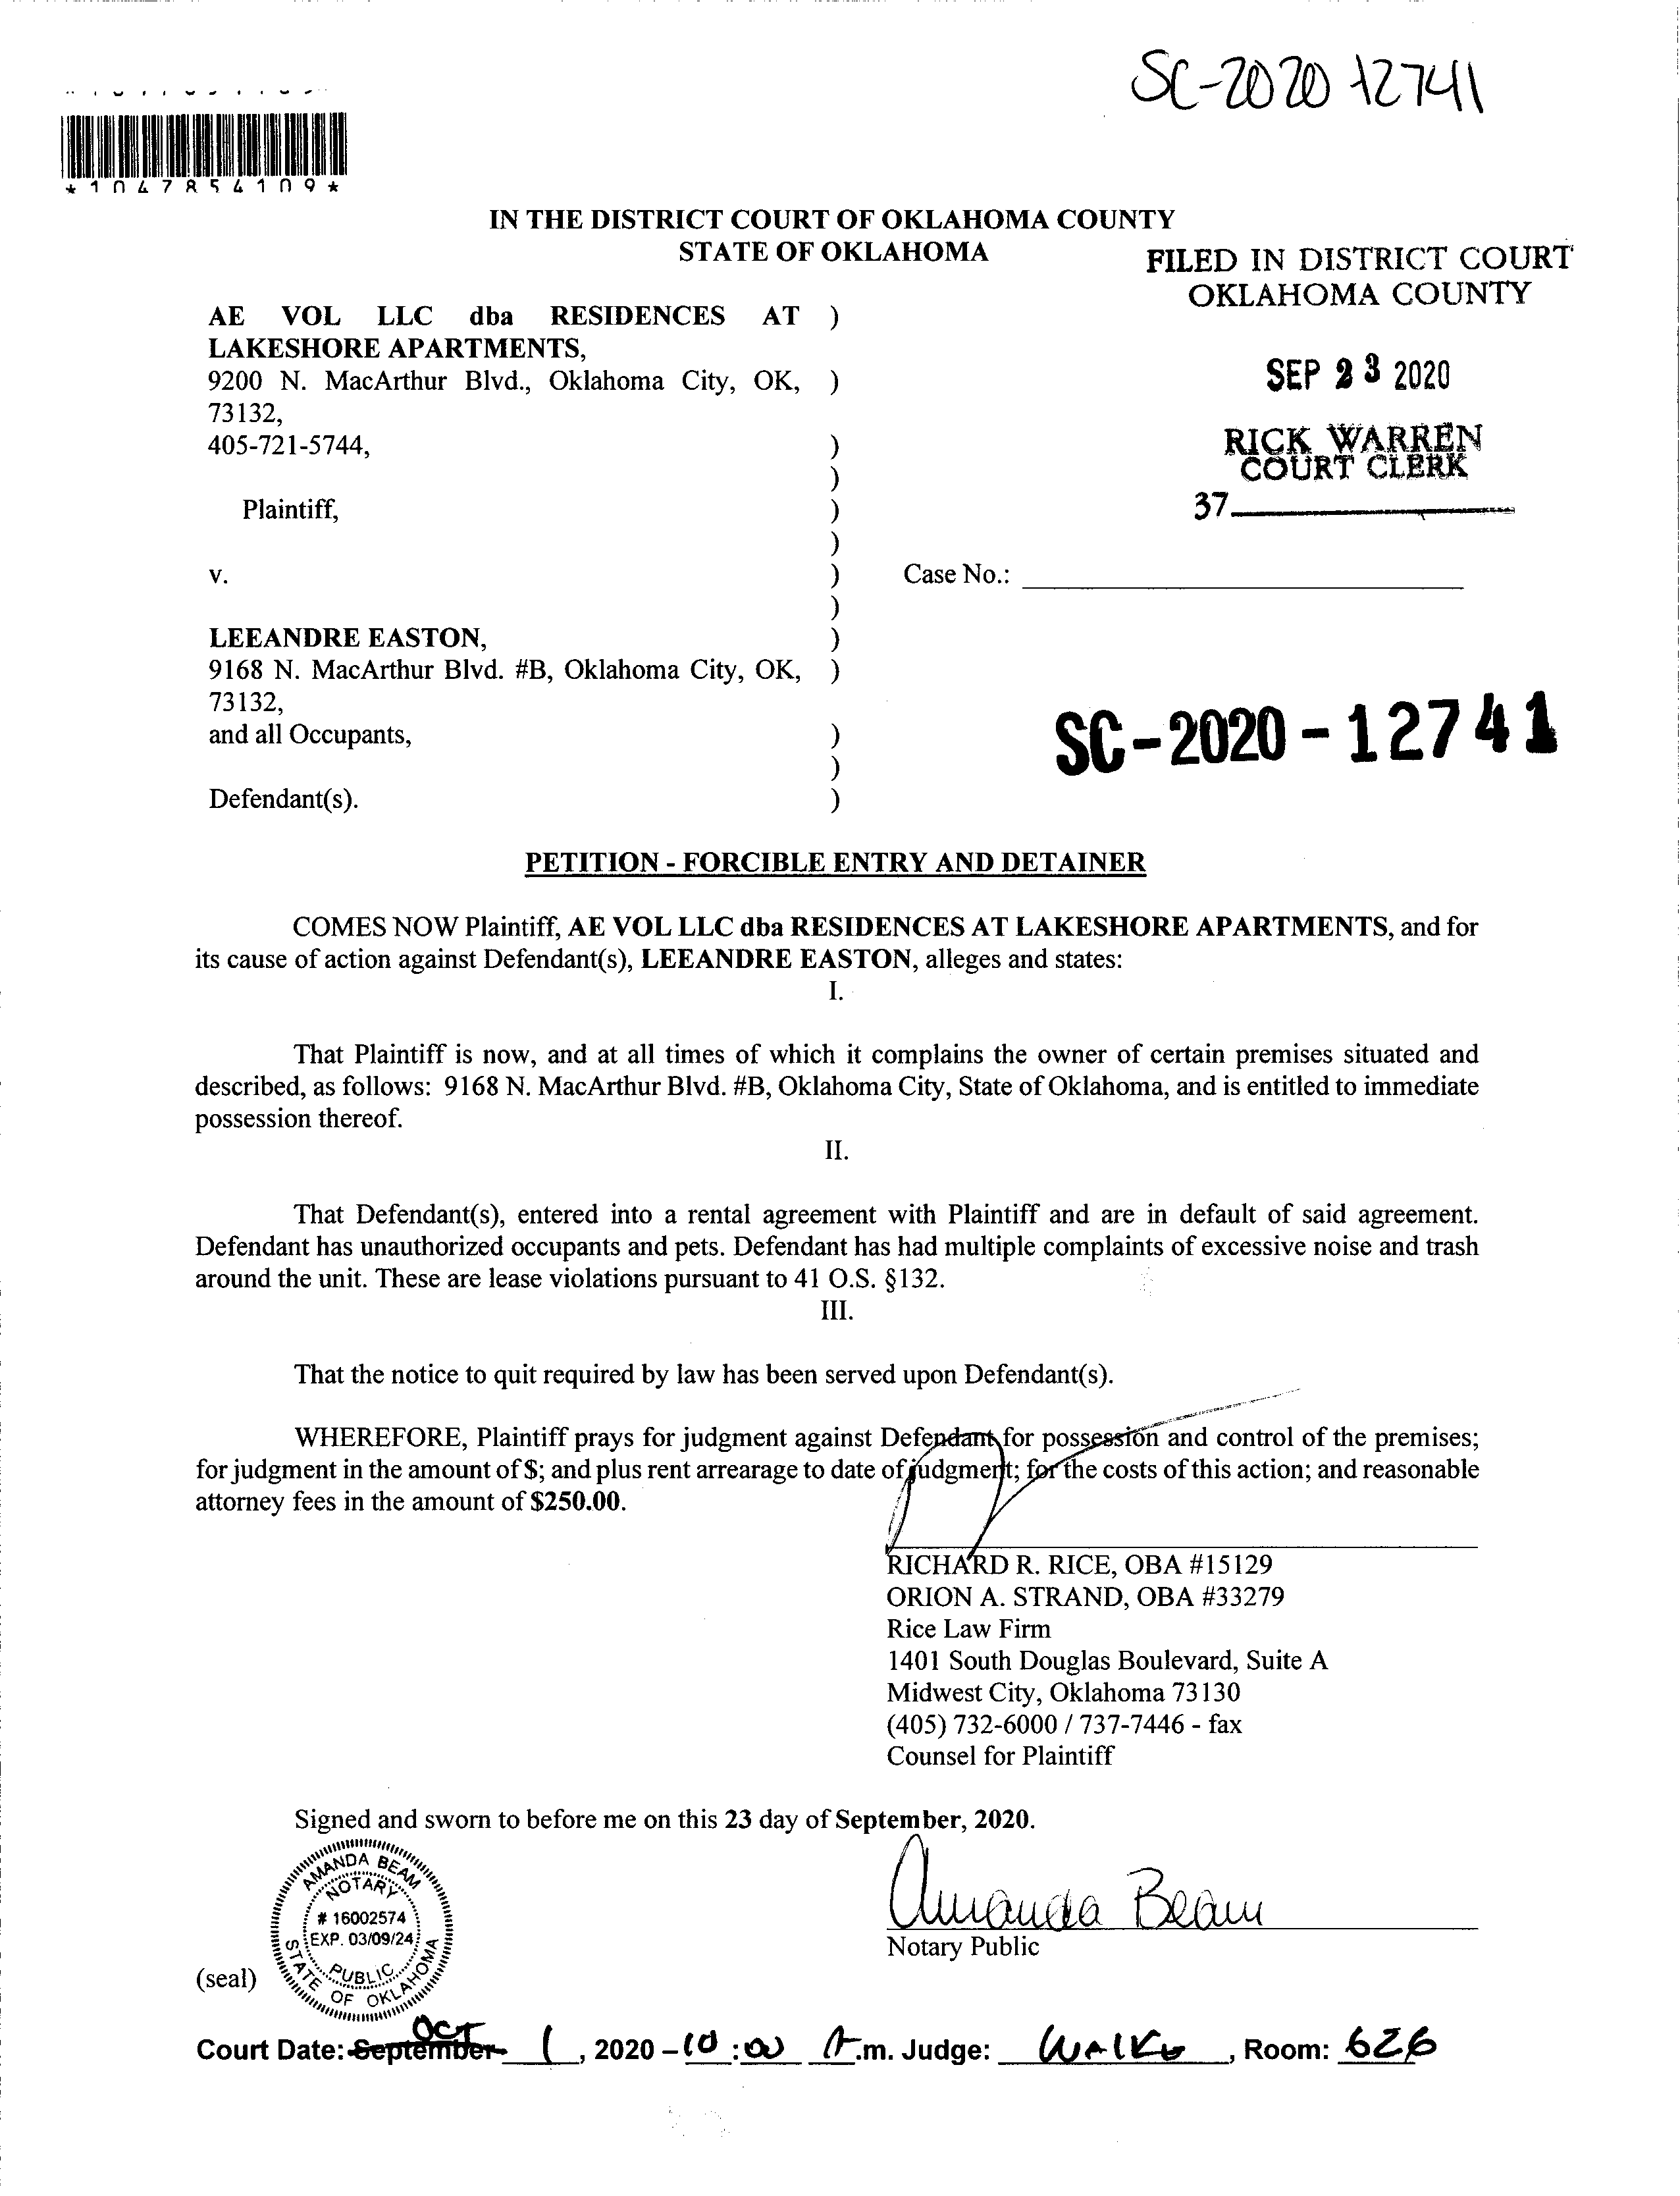 SC-2020 12741
*1047854109*
IN THE DISTRICT COURT OF OKLAHOMA COUNTY
STATE OF OKLAHOMA
FILED IN DISTRICT COURT
OKLAHOMA COUNTY
SEP 23 2020
RICK WARREN
COURT CLERK
37
AE VOL LLC dba RESIDENCES AT )
LAKESHORE APARTMENTS,
9200 N. MacArthur Blvd., Oklahoma City, OK, )
73132,
405-721-5744, )
)
Plaintiff, )
)
v. ) Case No.:
)
LEEANDRE EASTON, )
9168 N. MacArthur Blvd. #B, Oklahoma City, OK, )
73132,
and all Occupants, )
)
Defendant(s). )
SC-2020-12741
PETITION - FORCIBLE ENTRY AND DETAINER
COMES NOW Plaintiff, AE VOL LLC dba RESIDENCES AT LAKESHORE APARTMENTS, and for
its cause of action against Defendant(s), LEEANDRE EASTON, alleges and states:
I.
That Plaintiff is now, and at all times of which it complains the owner of certain premises situated and
described, as follows: 9168 N. MacArthur Blvd. #B, Oklahoma City, State of Oklahoma, and is entitled to immediate
possession thereof.
II.
That Defendant(s), entered into a rental agreement with Plaintiff and are in default of said agreement.
Defendant has unauthorized occupants and pets. Defendant has had multiple complaints of excessive noise and trash
around the unit. These are lease violations pursuant to 41 O.S. §132.
III.
That the notice to quit required by law has been served upon Defendant(s).
WHEREFORE, Plaintiff prays for judgment against Defendant for possession and control of the premises;
for judgment in the amount of $; and plus rent arrearage to date of judgment; for the costs of this action; and reasonable
attorney fees in the amount of $250.00.
RICHARD R. RICE, OBA #15129
ORION A. STRAND, OBA #33279
Rice Law Firm
1401 South Douglas Boulevard, Suite A
Midwest City, Oklahoma 73130
(405) 732-6000 / 737-7446 - fax
Counsel for Plaintiff
Signed and sworn to before me on this 23 day of September, 2020.
AMANDA BEAM
NOTARY
# 16002574
EXP. 03/09/24
PUBLIC
STATE OF OKLAHOMA
Amanda Beam
Notary Public
(seal)
Court Date: September OCT 1, 2020 - 10:00 A.m. Judge: WALKE, Room: 626